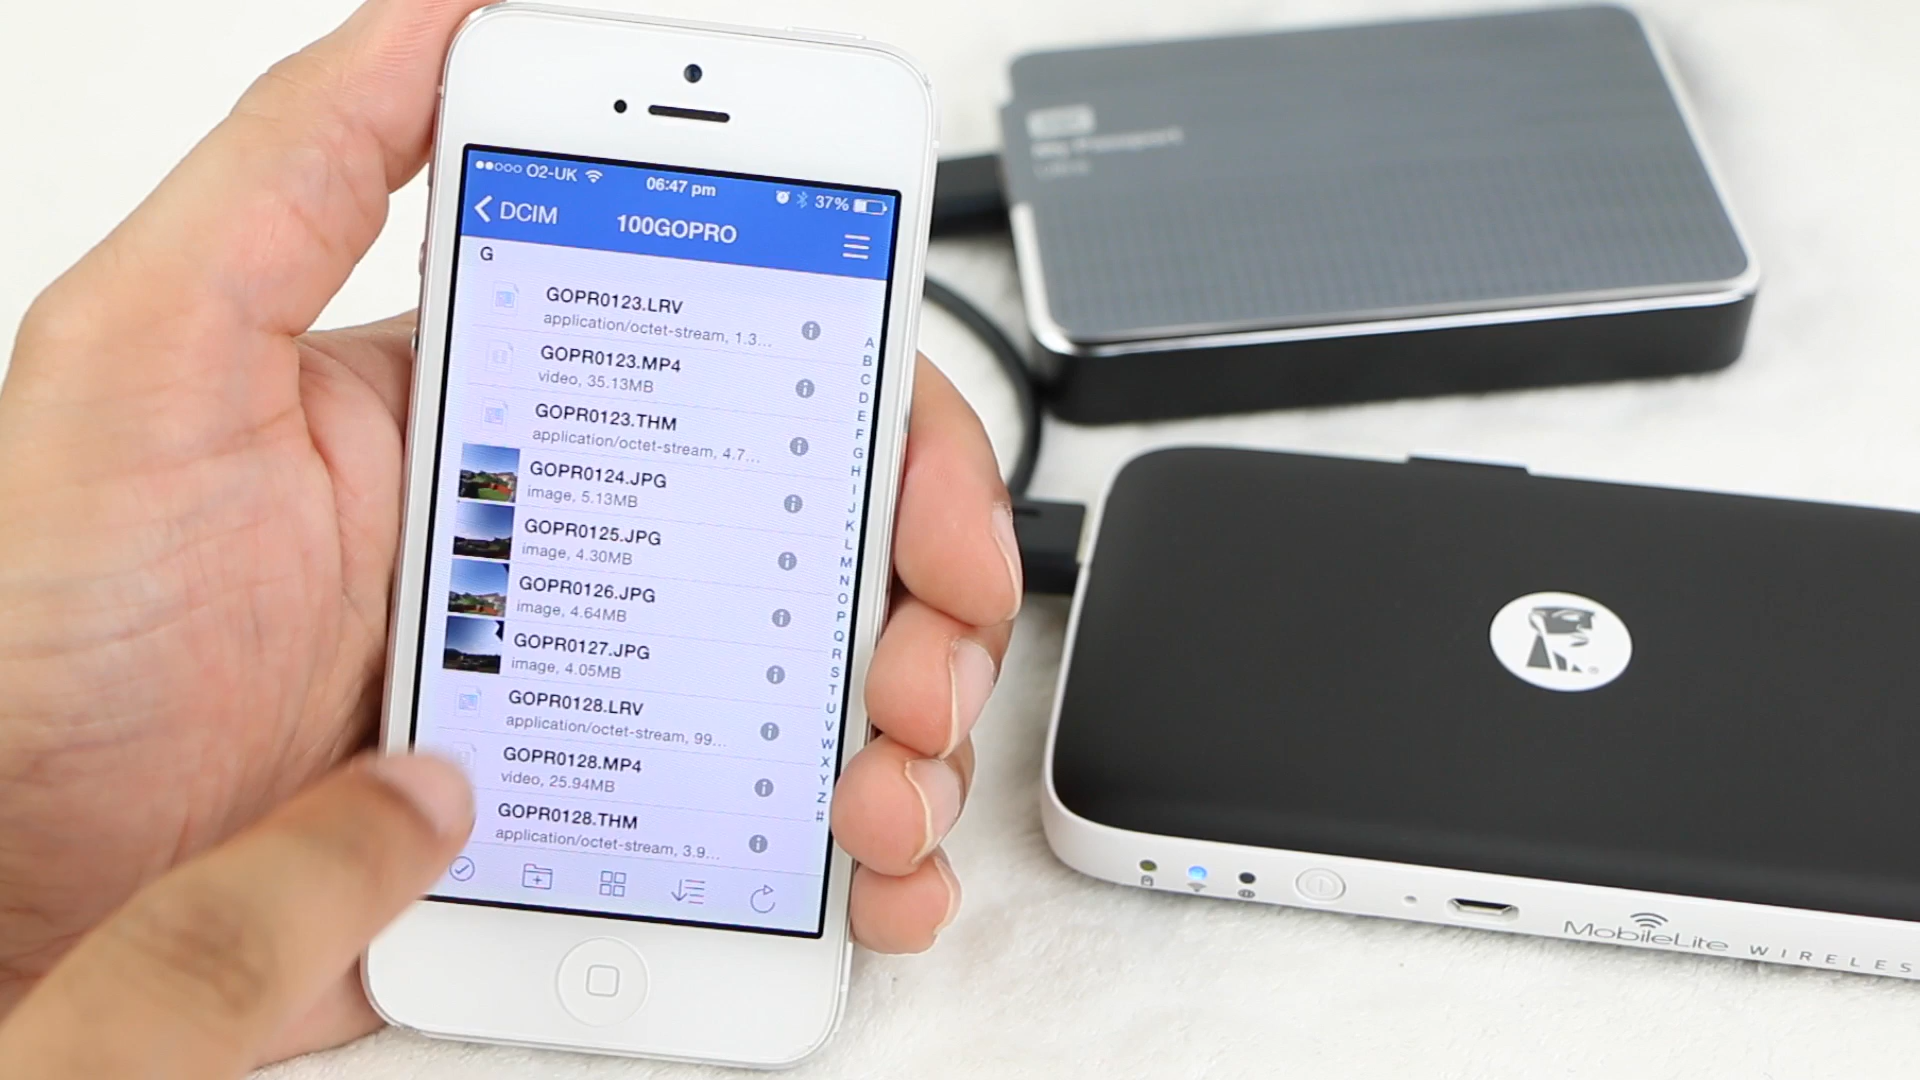 O2-UK
06:47 pm
37%
DCIM
100GOPRO
G
GOPR0123.LRV
application/octet-stream, 1.3...
GOPR0123.MP4
video, 35.13MB
GOPR0123.THM
application/octet-stream, 4.7...
GOPR0124.JPG
image, 5.13MB
GOPR0125.JPG
image, 4.30MB
GOPR0126.JPG
image, 4.64MB
GOPR0127.JPG
image, 4.05MB
GOPR0128.LRV
application/octet-stream, 99...
GOPR0128.MP4
video, 25.94MB
GOPR0128.THM
application/octet-stream, 3.9...
A
B
C
D
E
F
G
H
I
J
K
L
M
N
O
P
Q
R
S
T
U
V
W
X
Y
Z
#
My Passport
MobileLite WIRELES